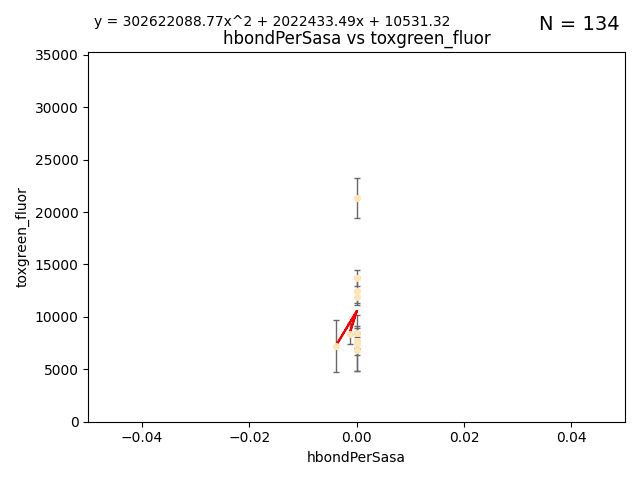 y = 302622088.77x^2 + 2022433.49x + 10531.32
N = 134
hbondPerSasa vs toxgreen_fluor
35000
30000
25000
20000
15000
10000
5000
0
toxgreen_fluor
−0.04 −0.02 0.00 0.02 0.04
hbondPerSasa